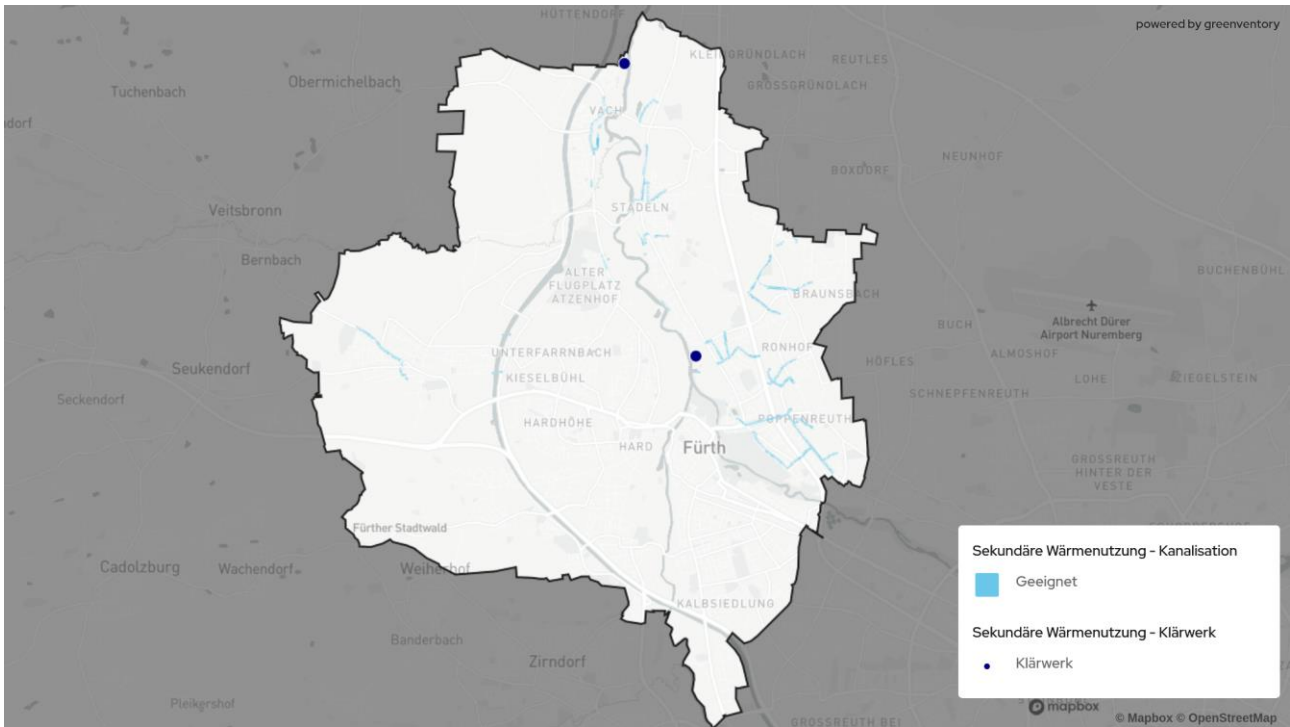 HÜTTENDORF
powered by greenventory
KLEINGRÜNDLACH
REUTLES
Obermichelbach
GROSSGRÜNDLACH
Tuchenbach
VACH
NEUNHOF
BOXDORF
STADELN
Veitsbronn
Bernbach
BUCHENBÜHL
ALTER
FLUGPLATZ
ATZENHOF
BRAUNSBACH
Albrecht Dürer
Airport Nuremberg
BUCH
RONHOF
ALMOSHOF
UNTERFARRNBACH
HÖFLES
Seukendorf
KIESELBÜHL
LOHE
ZIEGELSTEIN
Seckendorf
SCHNEPFENREUTH
HARDHÖHE
POPPENREUTH
HARD
Fürth
GROSSREUTH
HINTER DER
VESTE
Fürther Stadtwald
Cadolzburg
Wachendorf
Weiherhof
KALBSIEDLUNG
Banderbach
Zirndorf
Pleikershof
GROSSREUTH BEI
Sekundäre Wärmenutzung - Kanalisation
Geeignet
Sekundäre Wärmenutzung - Klärwerk
Klärwerk
mapbox
© Mapbox © OpenStreetMap